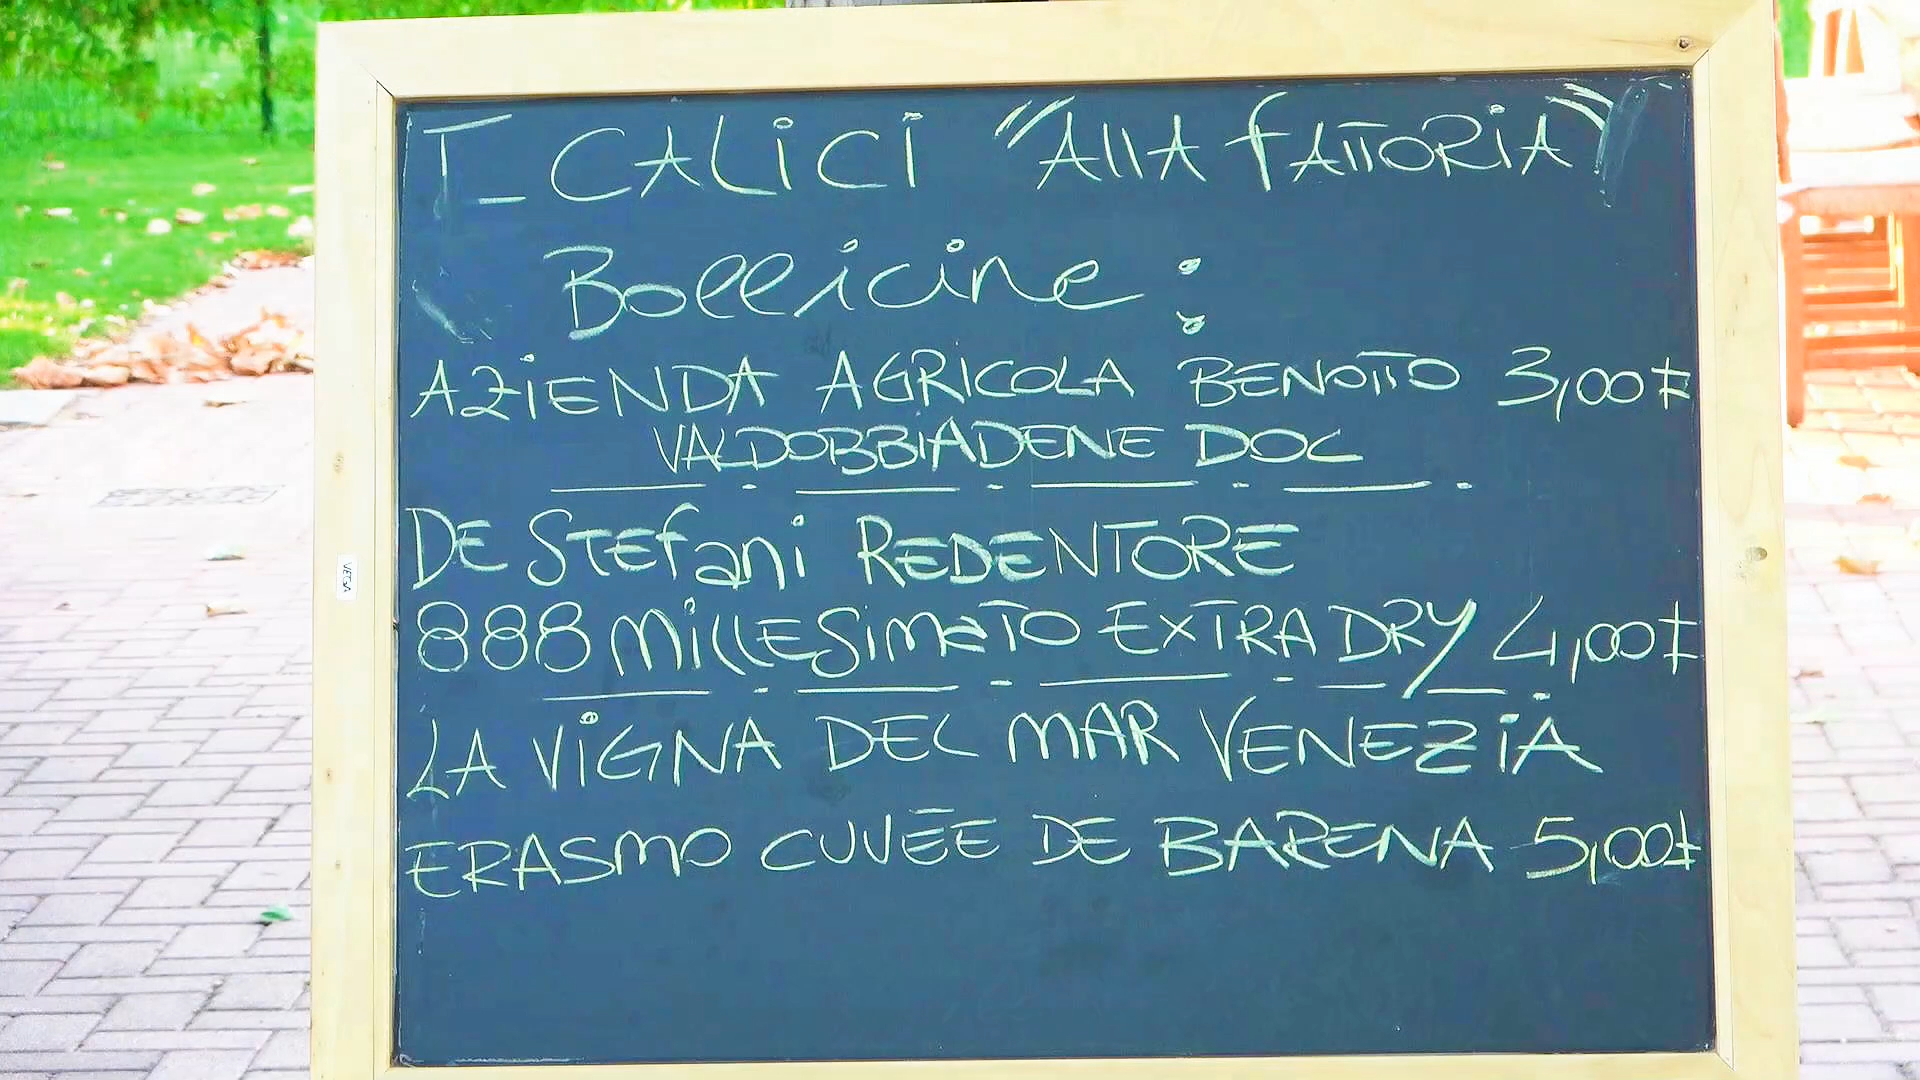 I CALICI "Alla FATTORIA"
Bollicine:
AZIENDA AGRICOLA BENOTTO 3,00€
VALDOBBIADENE DOC
DE STEFani REDENTORE
888 MILLESIMATO EXTRA DRY 4,00€
LA VIGNA DEL MAR VENEZIA
ERASMO CUVÉE DE BARENA 5,00€